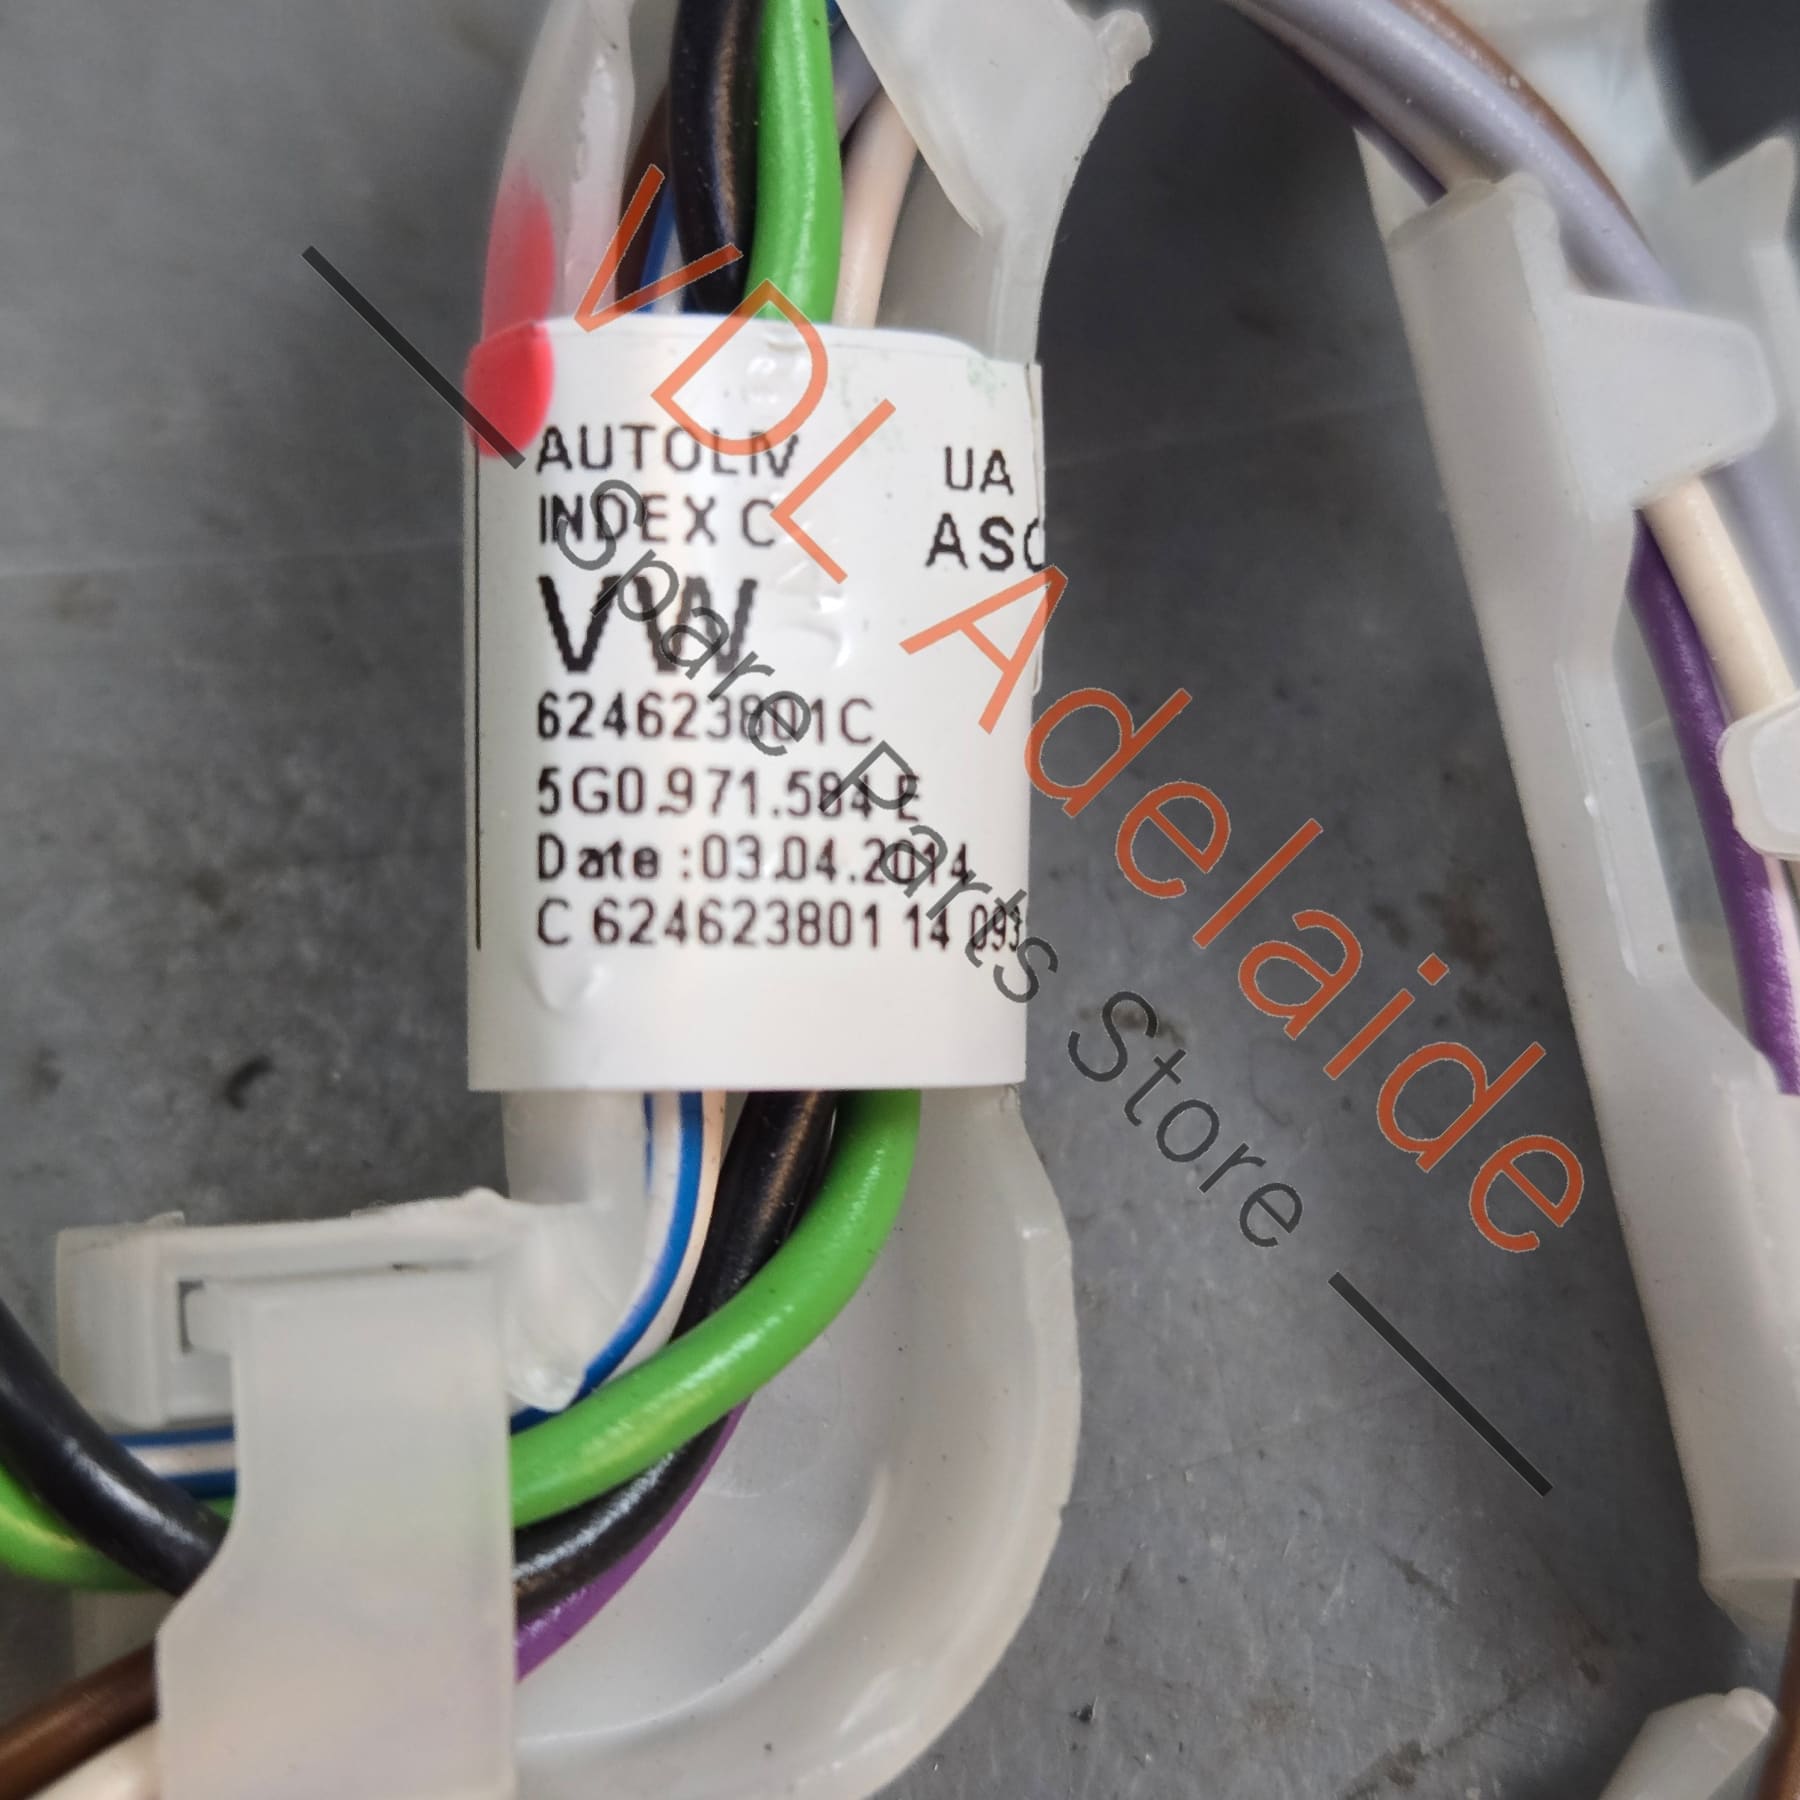 AUTOLIV
INDEX C
VW
624623801C
5G0.971.584 E
Date :03.04.2014
C 624623801 14 093
UA
ASC
VDL Adelaide
Spare Parts Store